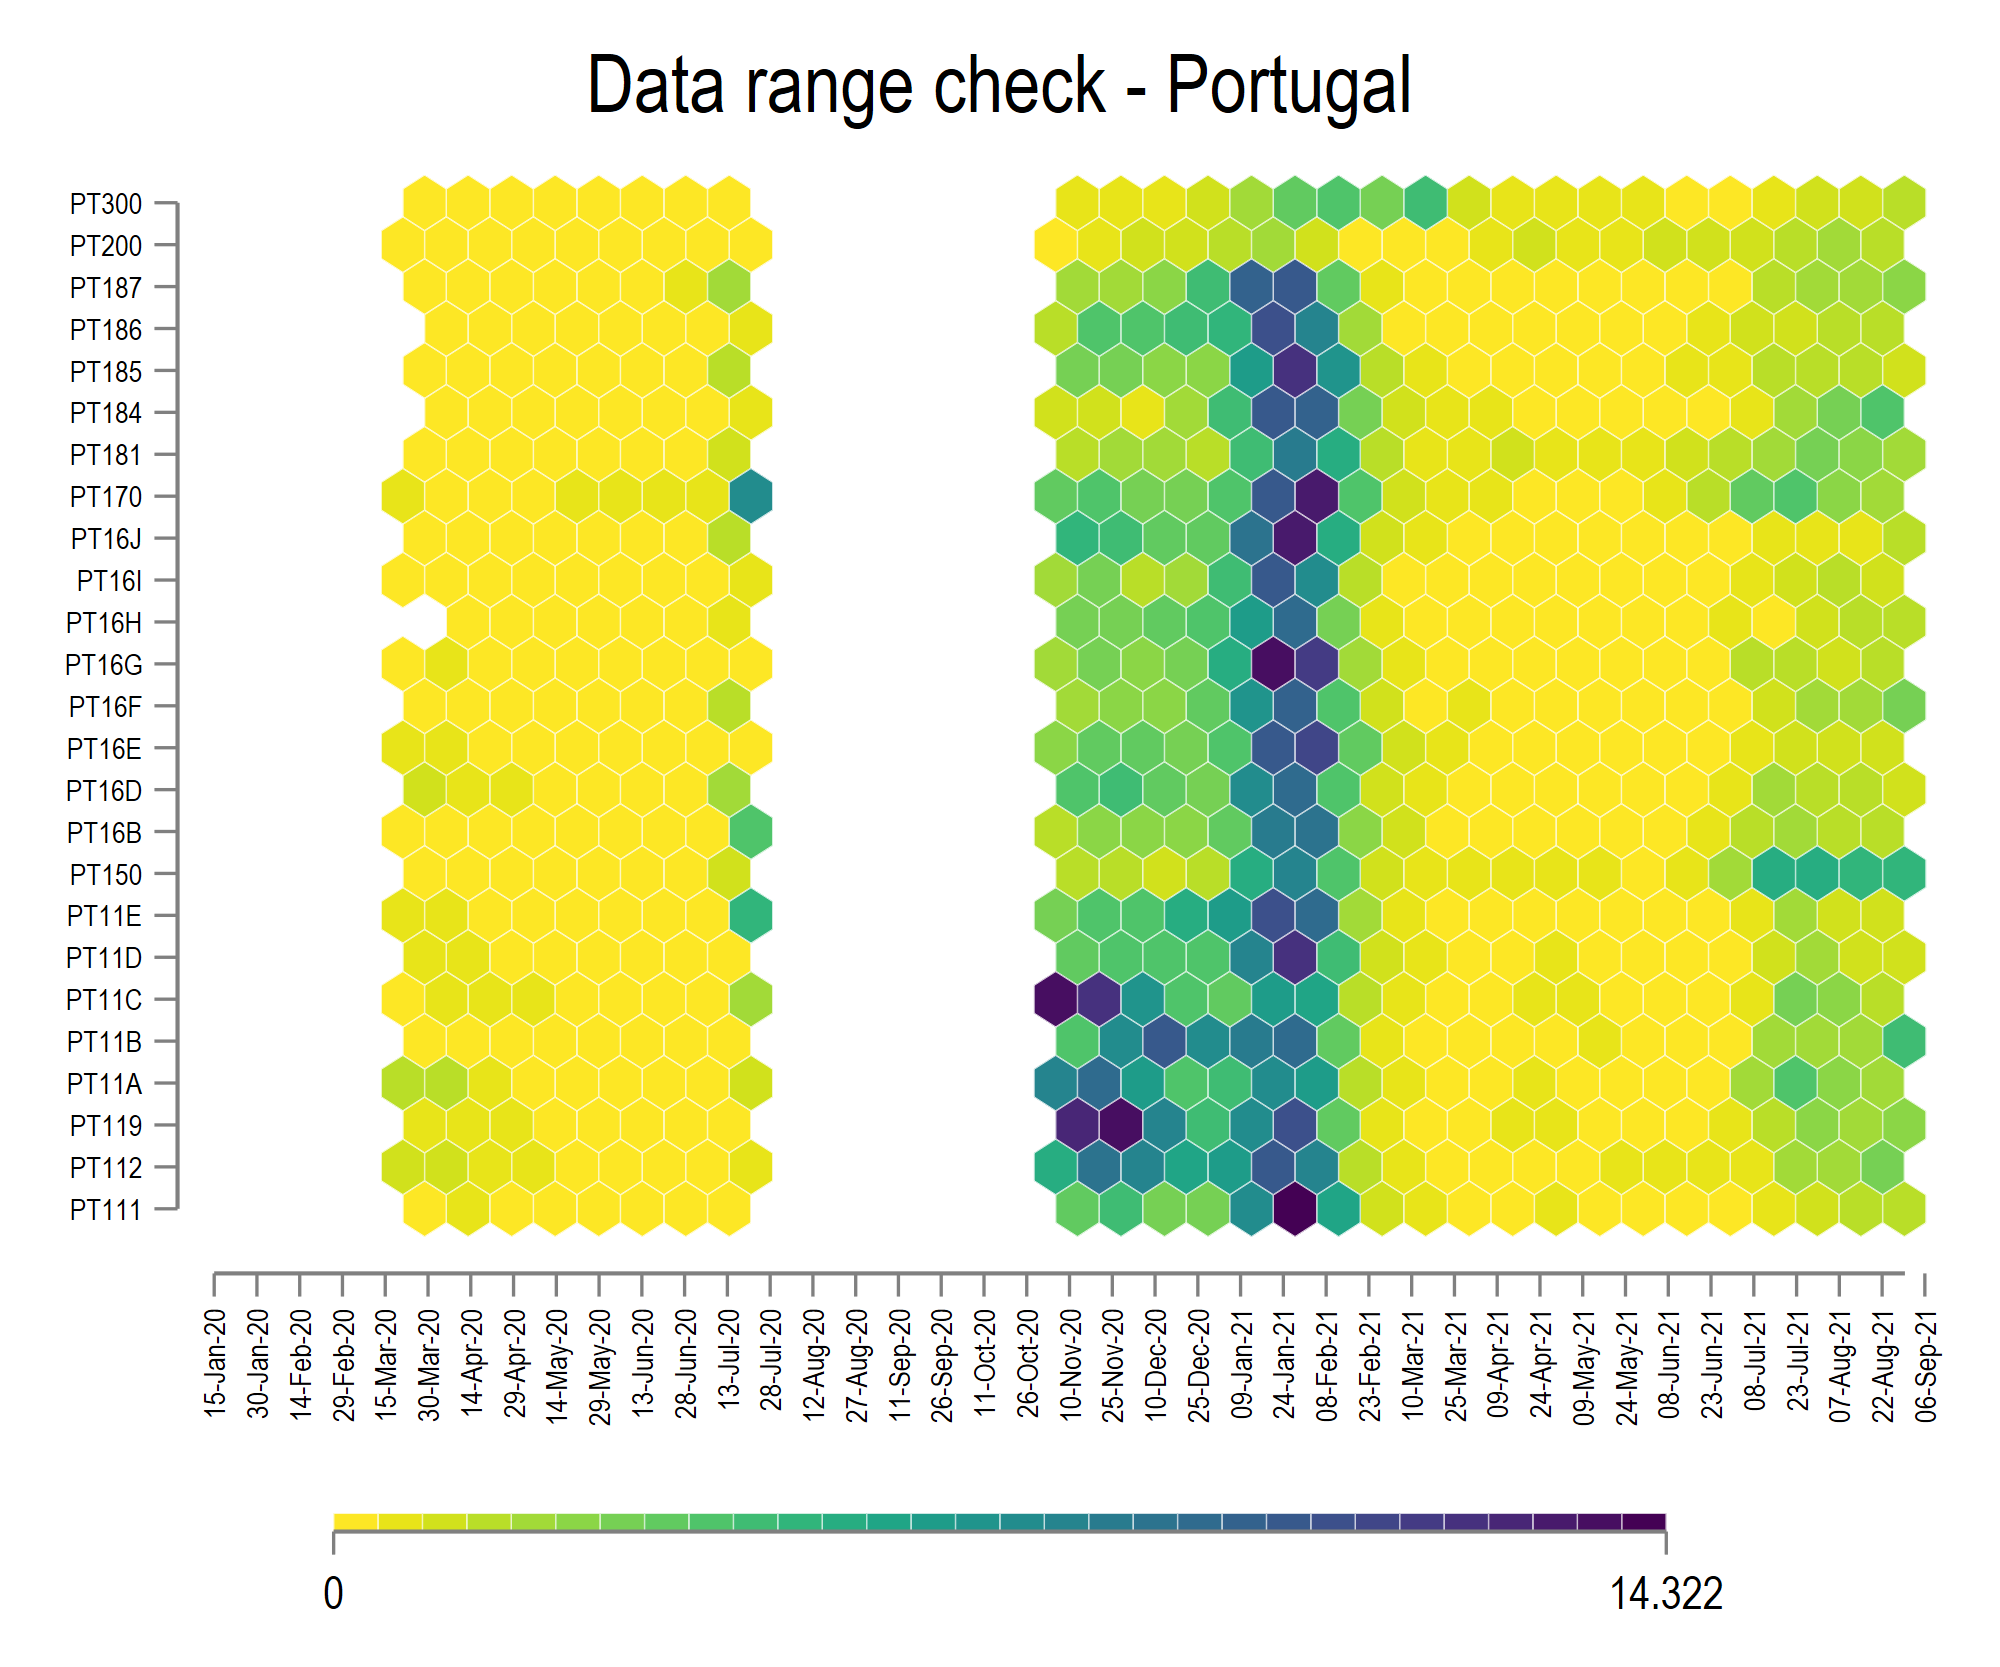 Data range check - Portugal
PT300
PT200
PT187
PT186
PT185
PT184
PT181
PT170
PT16J
PT16I
PT16H
PT16G
PT16F
PT16E
PT16D
PT16B
PT150
PT11E
PT11D
PT11C
PT11B
PT11A
PT119
PT112
PT111
15-Jan-20
30-Jan-20
14-Feb-20
29-Feb-20
15-Mar-20
30-Mar-20
14-Apr-20
29-Apr-20
14-May-20
29-May-20
13-Jun-20
28-Jun-20
13-Jul-20
28-Jul-20
12-Aug-20
27-Aug-20
11-Sep-20
26-Sep-20
11-Oct-20
26-Oct-20
10-Nov-20
25-Nov-20
10-Dec-20
25-Dec-20
09-Jan-21
24-Jan-21
08-Feb-21
23-Feb-21
10-Mar-21
25-Mar-21
09-Apr-21
24-Apr-21
09-May-21
24-May-21
08-Jun-21
23-Jun-21
08-Jul-21
23-Jul-21
07-Aug-21
22-Aug-21
06-Sep-21
0
14.322